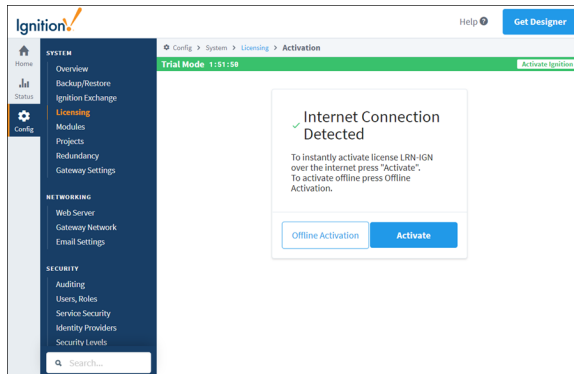 Ignition!
Help
Get Designer
Home
Status
Config
SYSTEM
Overview
Backup/Restore
Ignition Exchange
Licensing
Modules
Projects
Redundancy
Gateway Settings
NETWORKING
Web Server
Gateway Network
Email Settings
SECURITY
Auditing
Users, Roles
Service Security
Identity Providers
Security Levels
Search...
Config > System > Licensing > Activation
Trial Mode 1:51:50
Activate Ignition
Internet Connection
Detected
To instantly activate license LRN-IGN
over the internet press "Activate".
To activate offline press Offline
Activation.
Offline Activation
Activate